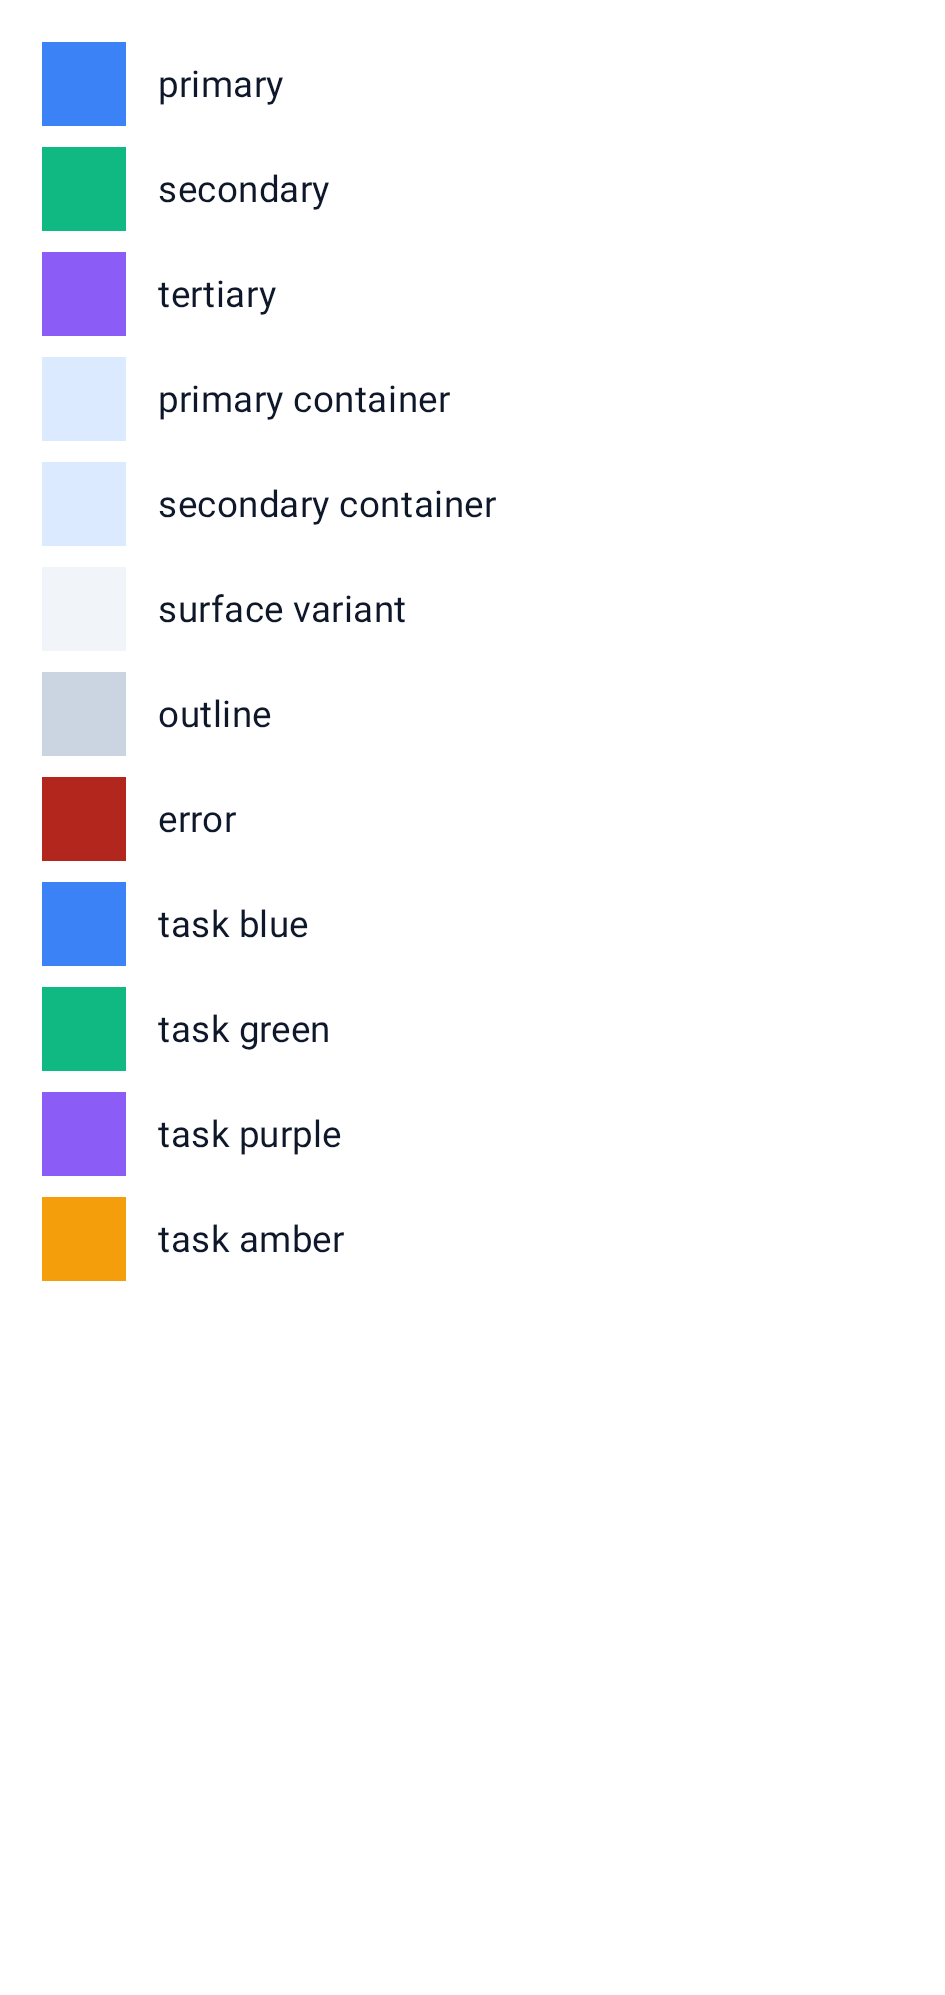 primary
secondary
tertiary
primary container
secondary container
surface variant
outline
error
task blue
task green
task purple
task amber